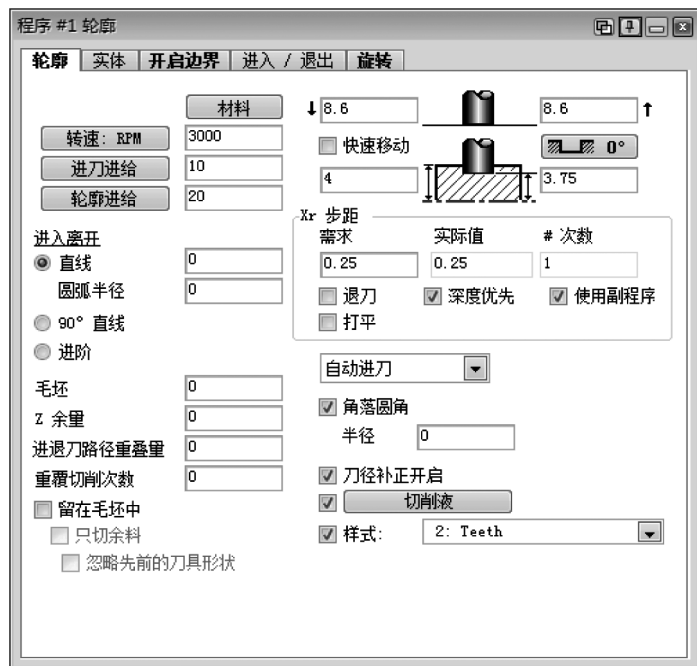 程序 #1 轮廓
轮廓 实体 开启边界 进入 / 退出 旋转
材料
转速: RPM 3000
进刀进给 10
轮廓进给 20
进入离开
直线 0
圆弧半径 0
90° 直线
进阶
毛坯 0
Z 余量 0
进退刀路径重叠量 0
重覆切削次数 0
留在毛坯中
只切余料
忽略先前的刀具形状
8.6 8.6
快速移动 0°
4 3.75
Xr 步距
需求 实际值 # 次数
0.25 0.25 1
退刀 深度优先 使用副程序
打平
自动进刀
角落圆角
半径 0
刀径补正开启
切削液
样式: 2: Teeth